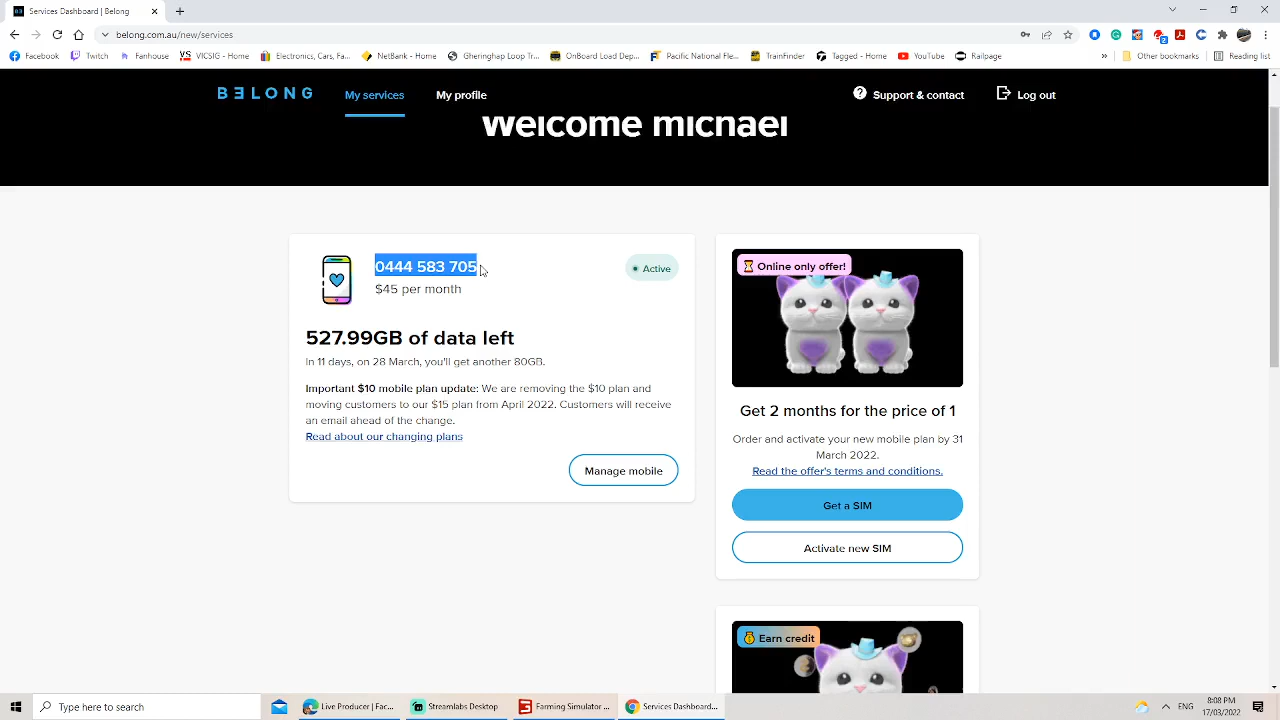 Services Dashboard | Belong
belong.com.au/new/services
Facebook
Twitch
Fanhouse
VICSIG - Home
Electronics, Cars, Fa...
NetBank - Home
Gheringhap Loop Tr...
OnBoard Load Dep...
Pacific National Fle...
TrainFinder
Tagged - Home
YouTube
Railpage
»
Other bookmarks
Reading list
BELONG
My services
My profile
Support & contact
Log out
Welcome michael
0444 583 705
$45 per month
Active
527.99GB of data left
In 11 days, on 28 March, you'll get another 80GB.
Important $10 mobile plan update: We are removing the $10 plan and
moving customers to our $15 plan from April 2022. Customers will receive
an email ahead of the change.
Read about our changing plans
Manage mobile
Online only offer!
Get 2 months for the price of 1
Order and activate your new mobile plan by 31
March 2022.
Read the offer's terms and conditions.
Get a SIM
Activate new SIM
Earn credit
Type here to search
Live Producer | Fac...
Streamlabs Desktop
Farming Simulator ...
Services Dashboard...
ENG
8:08 PM
17/03/2022